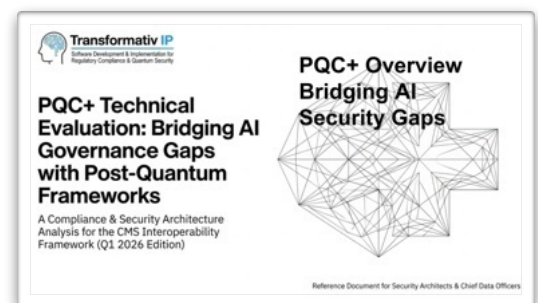 Transformativ IP
Software Development & Implementation for
Regulatory Compliance & Quantum Security
PQC+ Technical
Evaluation: Bridging AI
Governance Gaps
with Post-Quantum
Frameworks
A Compliance & Security Architecture
Analysis for the CMS Interoperability
Framework (Q1 2026 Edition)
PQC+ Overview
Bridging AI
Security Gaps
Reference Document for Security Architects & Chief Data Officers